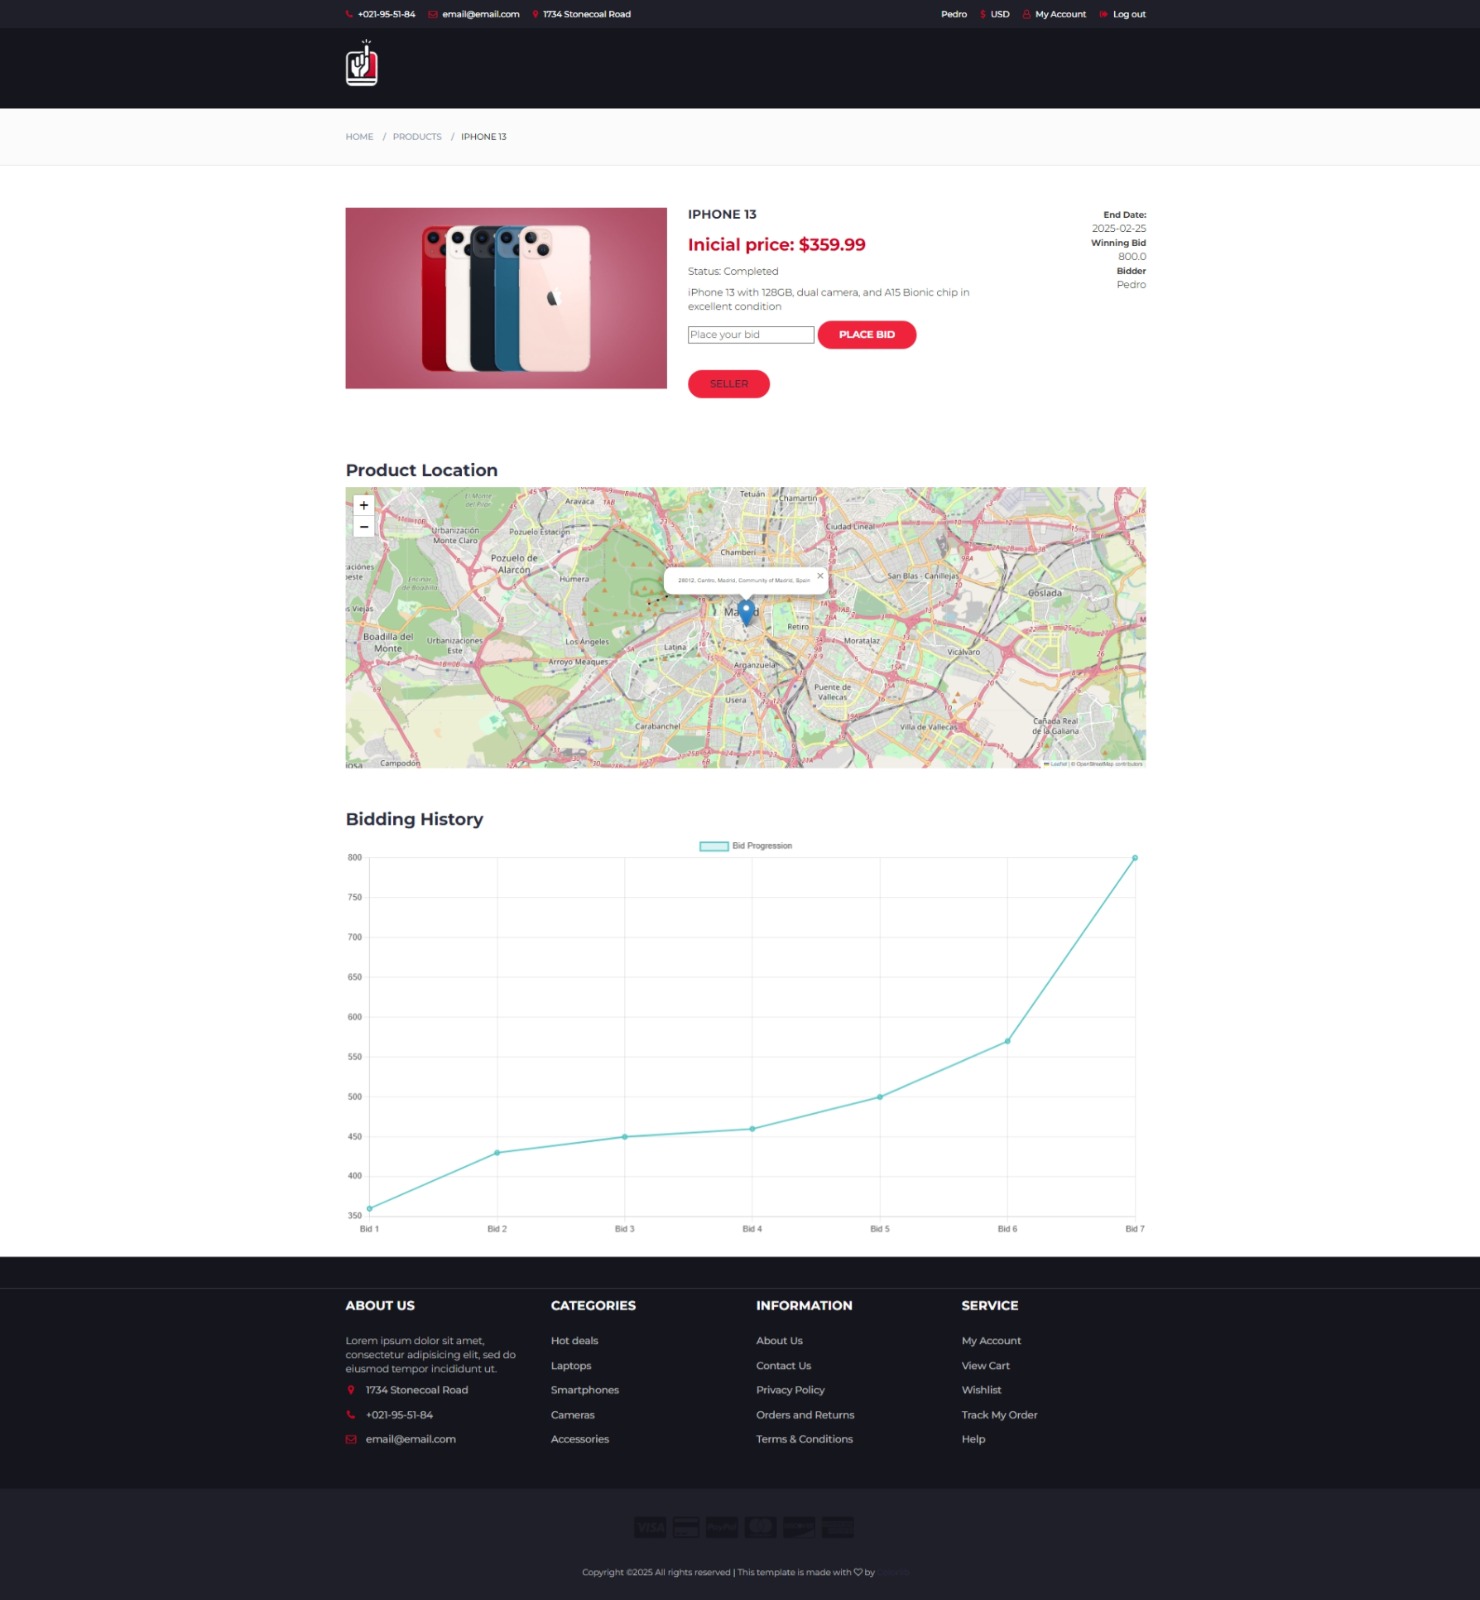 +021-95-51-84 email@email.com 1734 Stonecoal Road
Pedro $ USD My Account Log out
HOME / PRODUCTS / IPHONE 13
IPHONE 13
Inicial price: $359.99
Status: Completed
iPhone 13 with 128GB, dual camera, and A15 Bionic chip in
excellent condition
Place your bid
PLACE BID
SELLER
End Date:
2025-02-25
Winning Bid
800.0
Bidder
Pedro
Product Location
+
−
El Monte
del Pilar
Aravaca
Tetuán
Chamartín
Urbanización
Monte Claro
Pozuelo Estación
Ciudad Lineal
Pozuelo de
Alarcón
Chamberí
Húmera
San Blas - Canillejas
Coslada
28012, Centro, Madrid, Community of Madrid, Spain
×
Boadilla del
Monte
Urbanizaciones
Este
Los Ángeles
Latina
Retiro
Moratalaz
Vicálvaro
Arroyo Meaques
Arganzuela
Usera
Puente de
Vallecas
Carabanchel
Villa de Vallecas
Cañada Real
de la Galiana
Campodón
Leaflet | © OpenStreetMap contributors
Bidding History
Bid Progression
800
750
700
650
600
550
500
450
400
350
Bid 1 Bid 2 Bid 3 Bid 4 Bid 5 Bid 6 Bid 7
ABOUT US
Lorem ipsum dolor sit amet,
consectetur adipisicing elit, sed do
eiusmod tempor incididunt ut.
1734 Stonecoal Road
+021-95-51-84
email@email.com
CATEGORIES
Hot deals
Laptops
Smartphones
Cameras
Accessories
INFORMATION
About Us
Contact Us
Privacy Policy
Orders and Returns
Terms & Conditions
SERVICE
My Account
View Cart
Wishlist
Track My Order
Help
VISA
Copyright ©2025 All rights reserved | This template is made with ♡ by